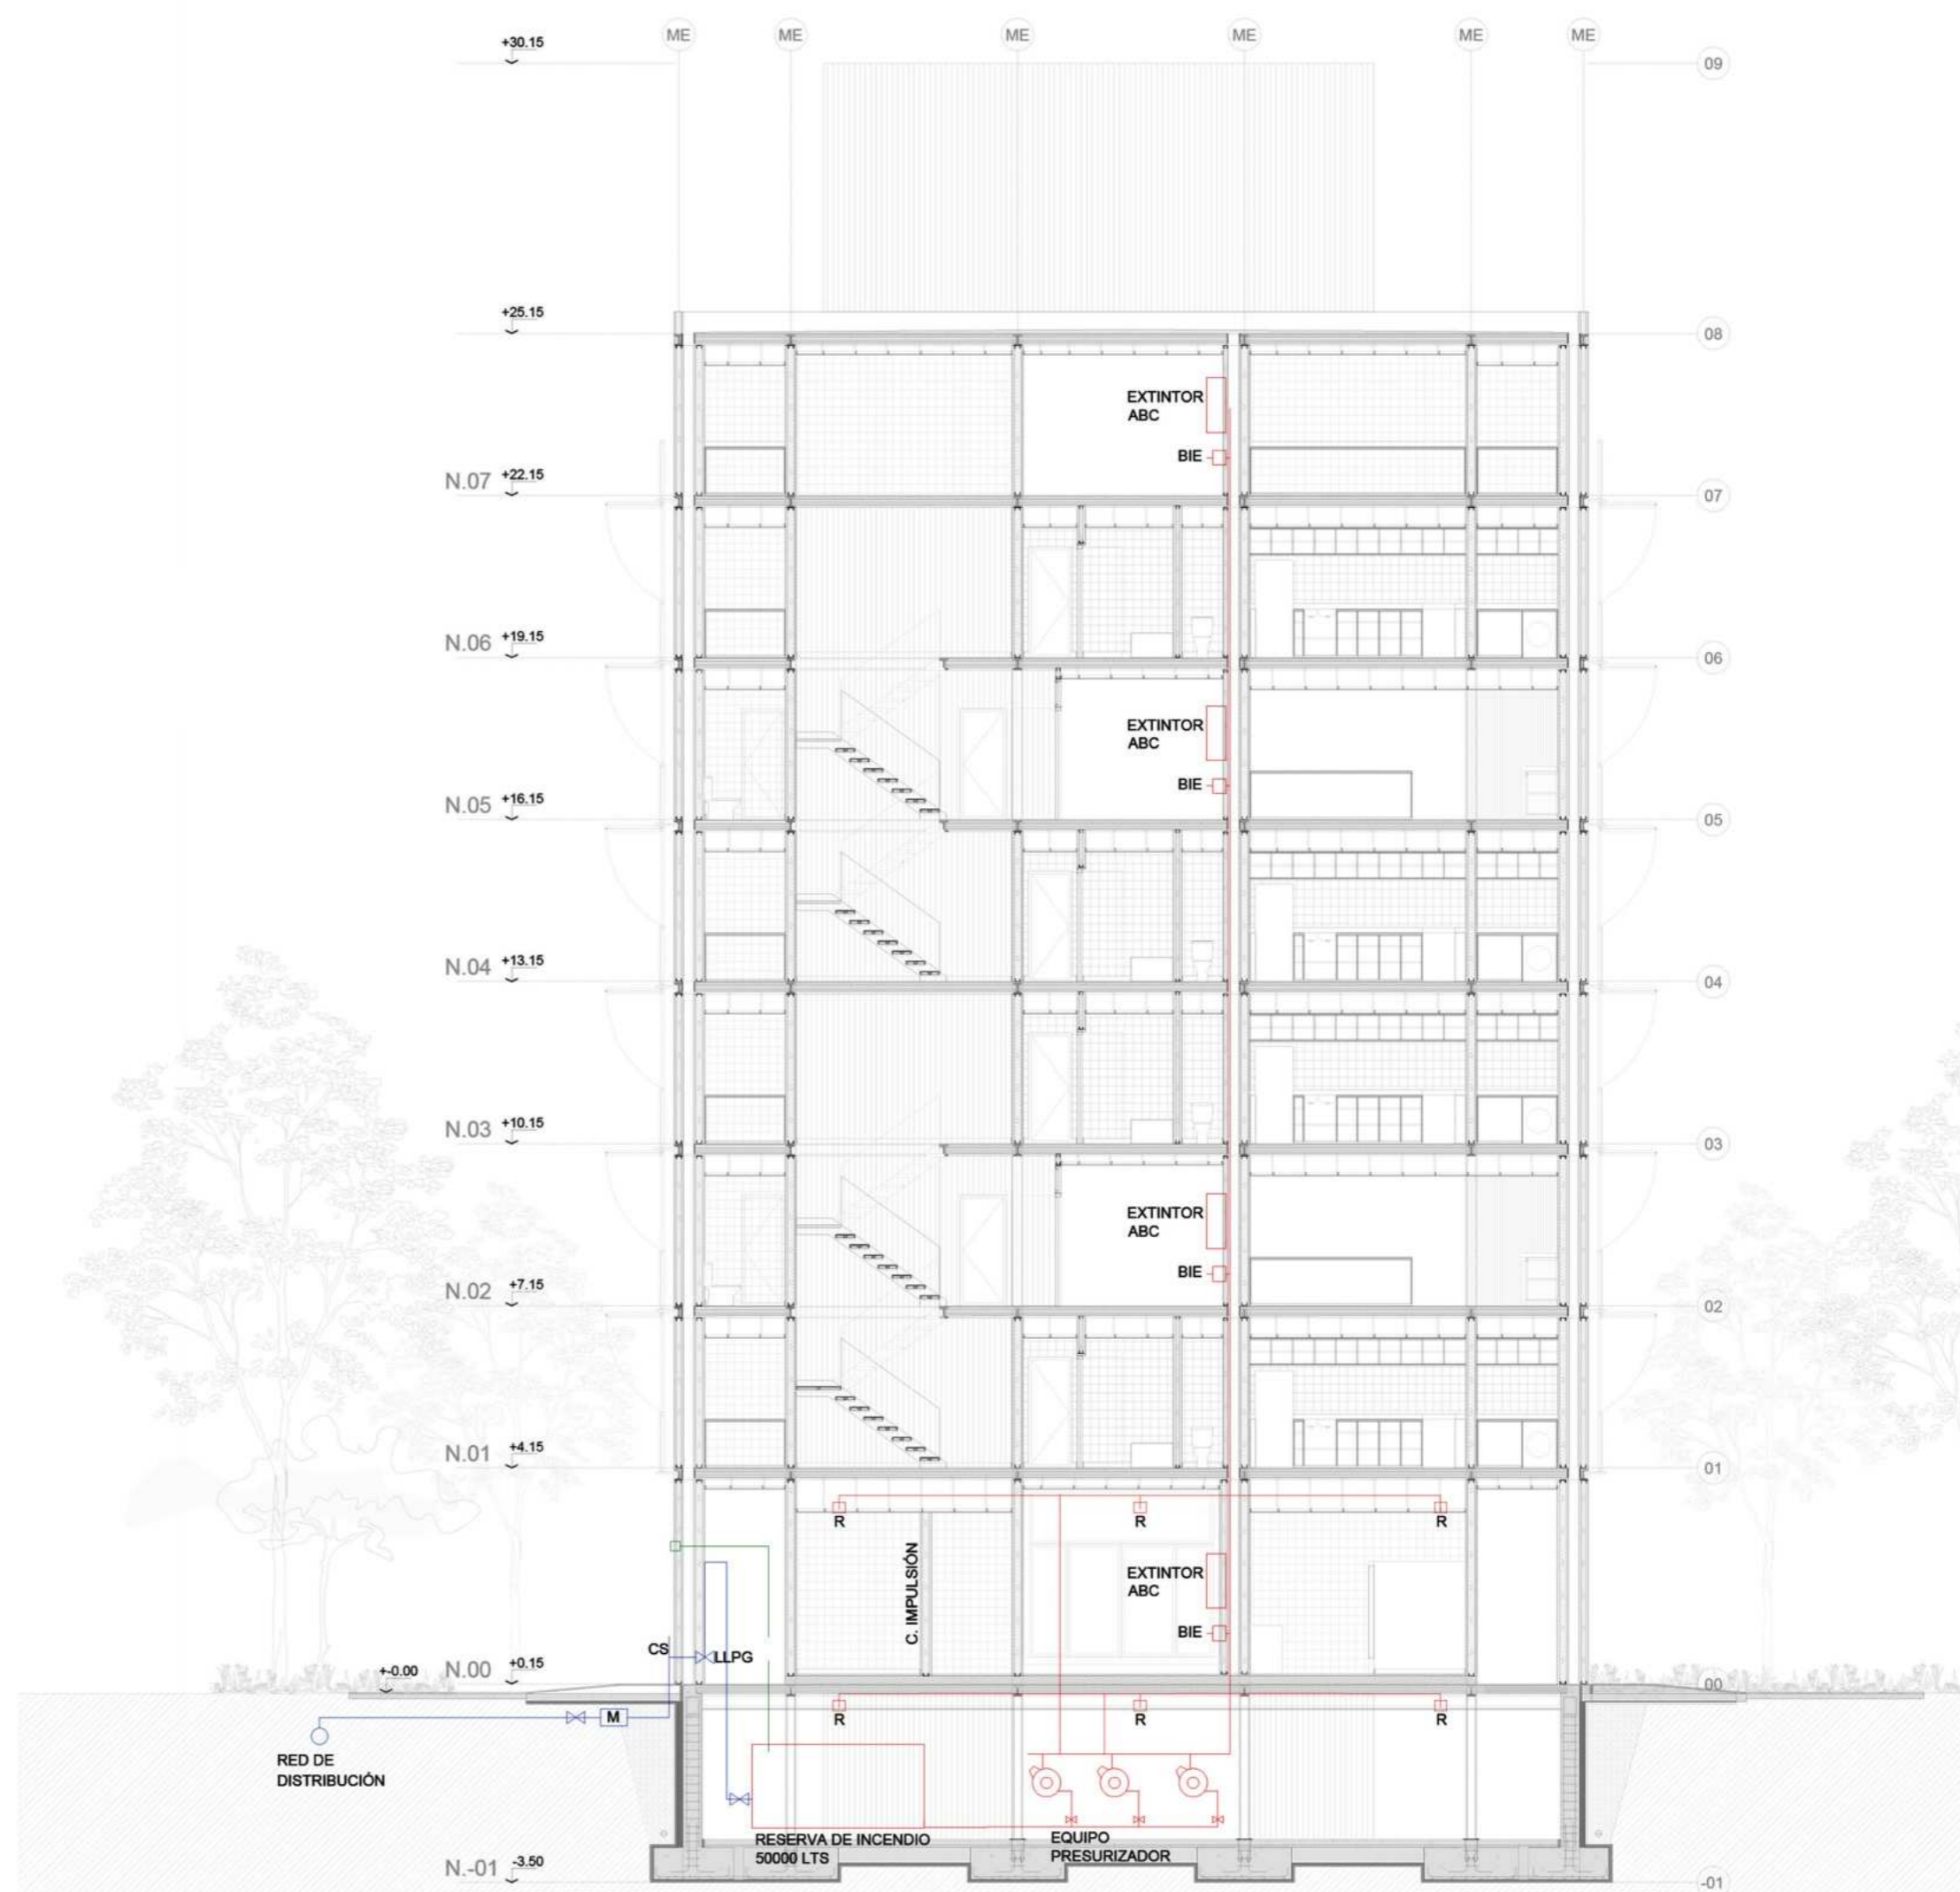 ME ME ME ME ME ME
+30.15
09
+25.15
08
EXTINTOR
ABC
BIE
N.07 +22.15
07
N.06 +19.15
06
EXTINTOR
ABC
BIE
N.05 +16.15
05
N.04 +13.15
04
N.03 +10.15
03
EXTINTOR
ABC
BIE
N.02 +7.15
02
N.01 +4.15
01
R R R
C. IMPULSIÓN
EXTINTOR
ABC
BIE
CS LLPG
+-0.00 N.00 +0.15
00
R R R
M
RED DE
DISTRIBUCIÓN
RESERVA DE INCENDIO
50000 LTS
EQUIPO
PRESURIZADOR
N.-01 -3.50
-01